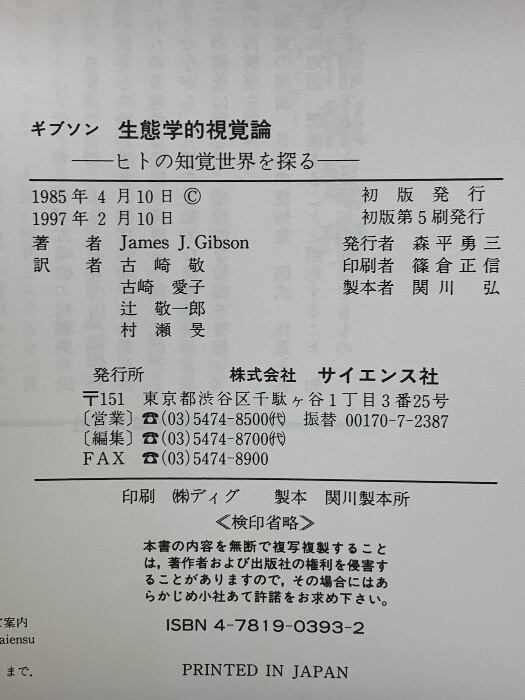 ギブソン 生態学的視覚論
――ヒトの知覚世界を探る――
1985年 4 月10日 © 初版発行
1997年 2 月10日 初版第5刷発行
著者 James J. Gibson 発行者 森平勇三
訳者 古崎 敬 印刷者 篠倉正信
古崎 愛子 製本者 関川 弘
辻 敬一郎
村瀬 旻
発行所 株式会社 サイエンス社
〒151 東京都渋谷区千駄ヶ谷1丁目3番25号
〔営業〕☎(03)5474-8500㈹ 振替 00170-7-2387
〔編集〕☎(03)5474-8700㈹
FAX ☎(03)5474-8900
印刷 ㈱ディグ 製本 関川製本所
≪検印省略≫
本書の内容を無断で複写複製すること
は，著作者および出版社の権利を侵害す
ることがありますので，その場合にはあ
らかじめ小社あて許諾をお求め下さい。
ISBN 4-7819-0393-2
PRINTED IN JAPAN
案内
aiensu
まで．